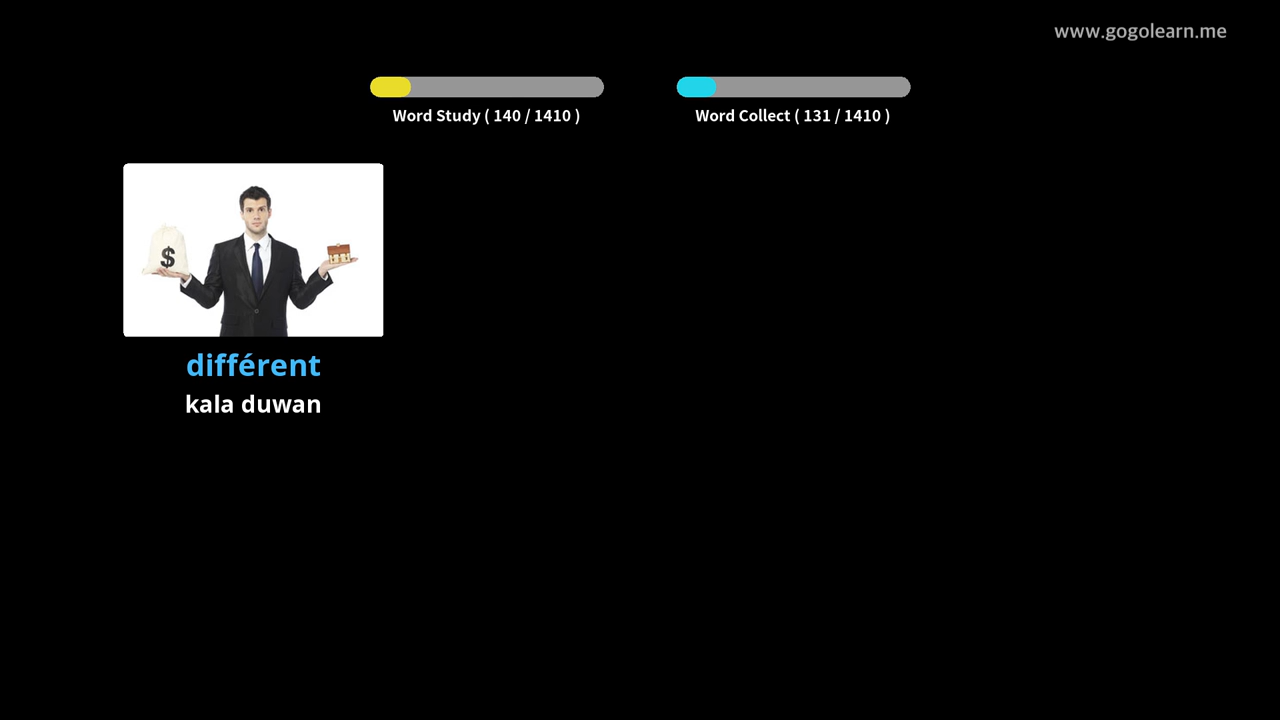 www.gogolearn.me
Word Study ( 140 / 1410 )
Word Collect ( 131 / 1410 )
$
différent
kala duwan